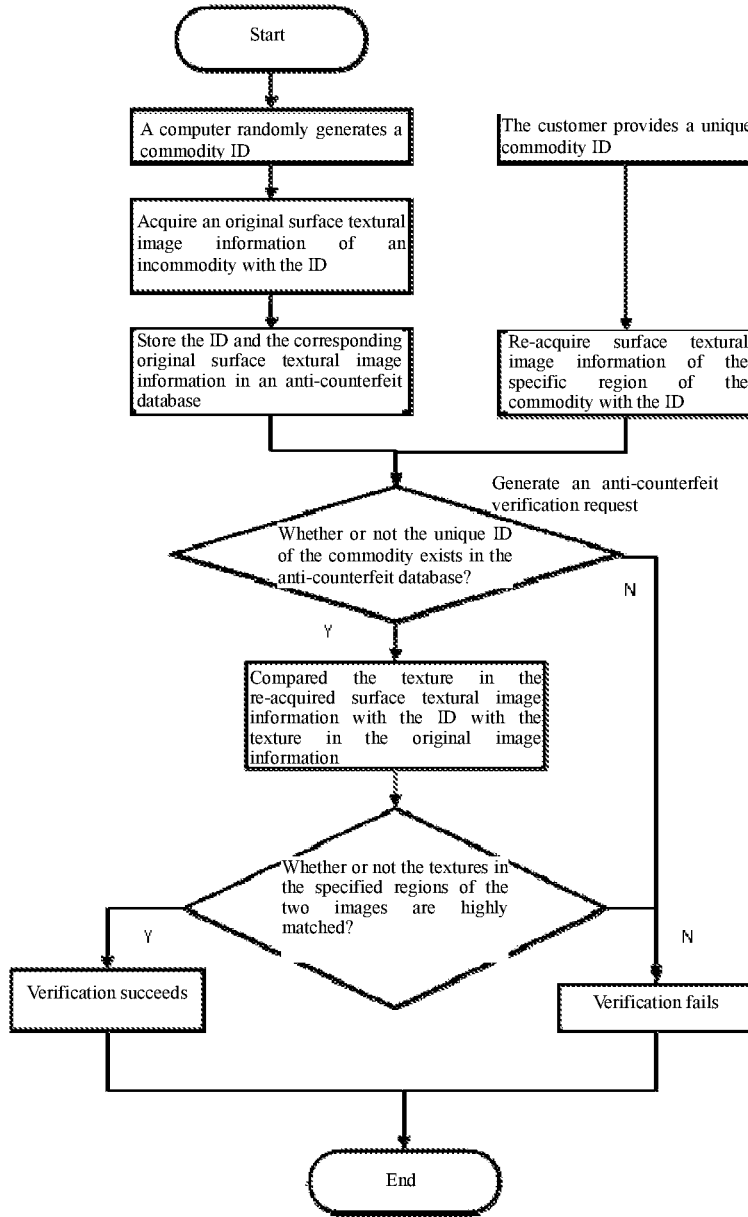 Start
A computer randomly generates a
commodity ID
The customer provides a unique
commodity ID
Acquire an original surface textural
image information of an
incommodity with the ID
Store the ID and the corresponding
original surface textural image
information in an anti-counterfeit
database
Re-acquire surface textural
image information of the
specific region of the
commodity with the ID
Generate an anti-counterfeit
verification request
Whether or not the unique ID
of the commodity exists in the
anti-counterfeit database?
N
Y
Compared the texture in the
re-acquired surface textural image
information with the ID with the
texture in the original image
information
Whether or not the textures in
the specified regions of the
two images are highly
matched?
Y
N
Verification succeeds
Verification fails
End